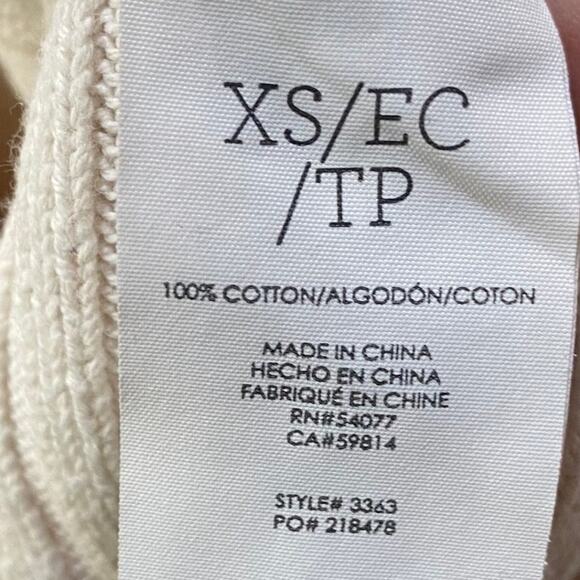 XS/EC
/TP
100% COTTON/ALGODÓN/COTON
MADE IN CHINA
HECHO EN CHINA
FABRIQUÉ EN CHINE
RN#54077
CA#59814
STYLE# 3363
PO# 218478